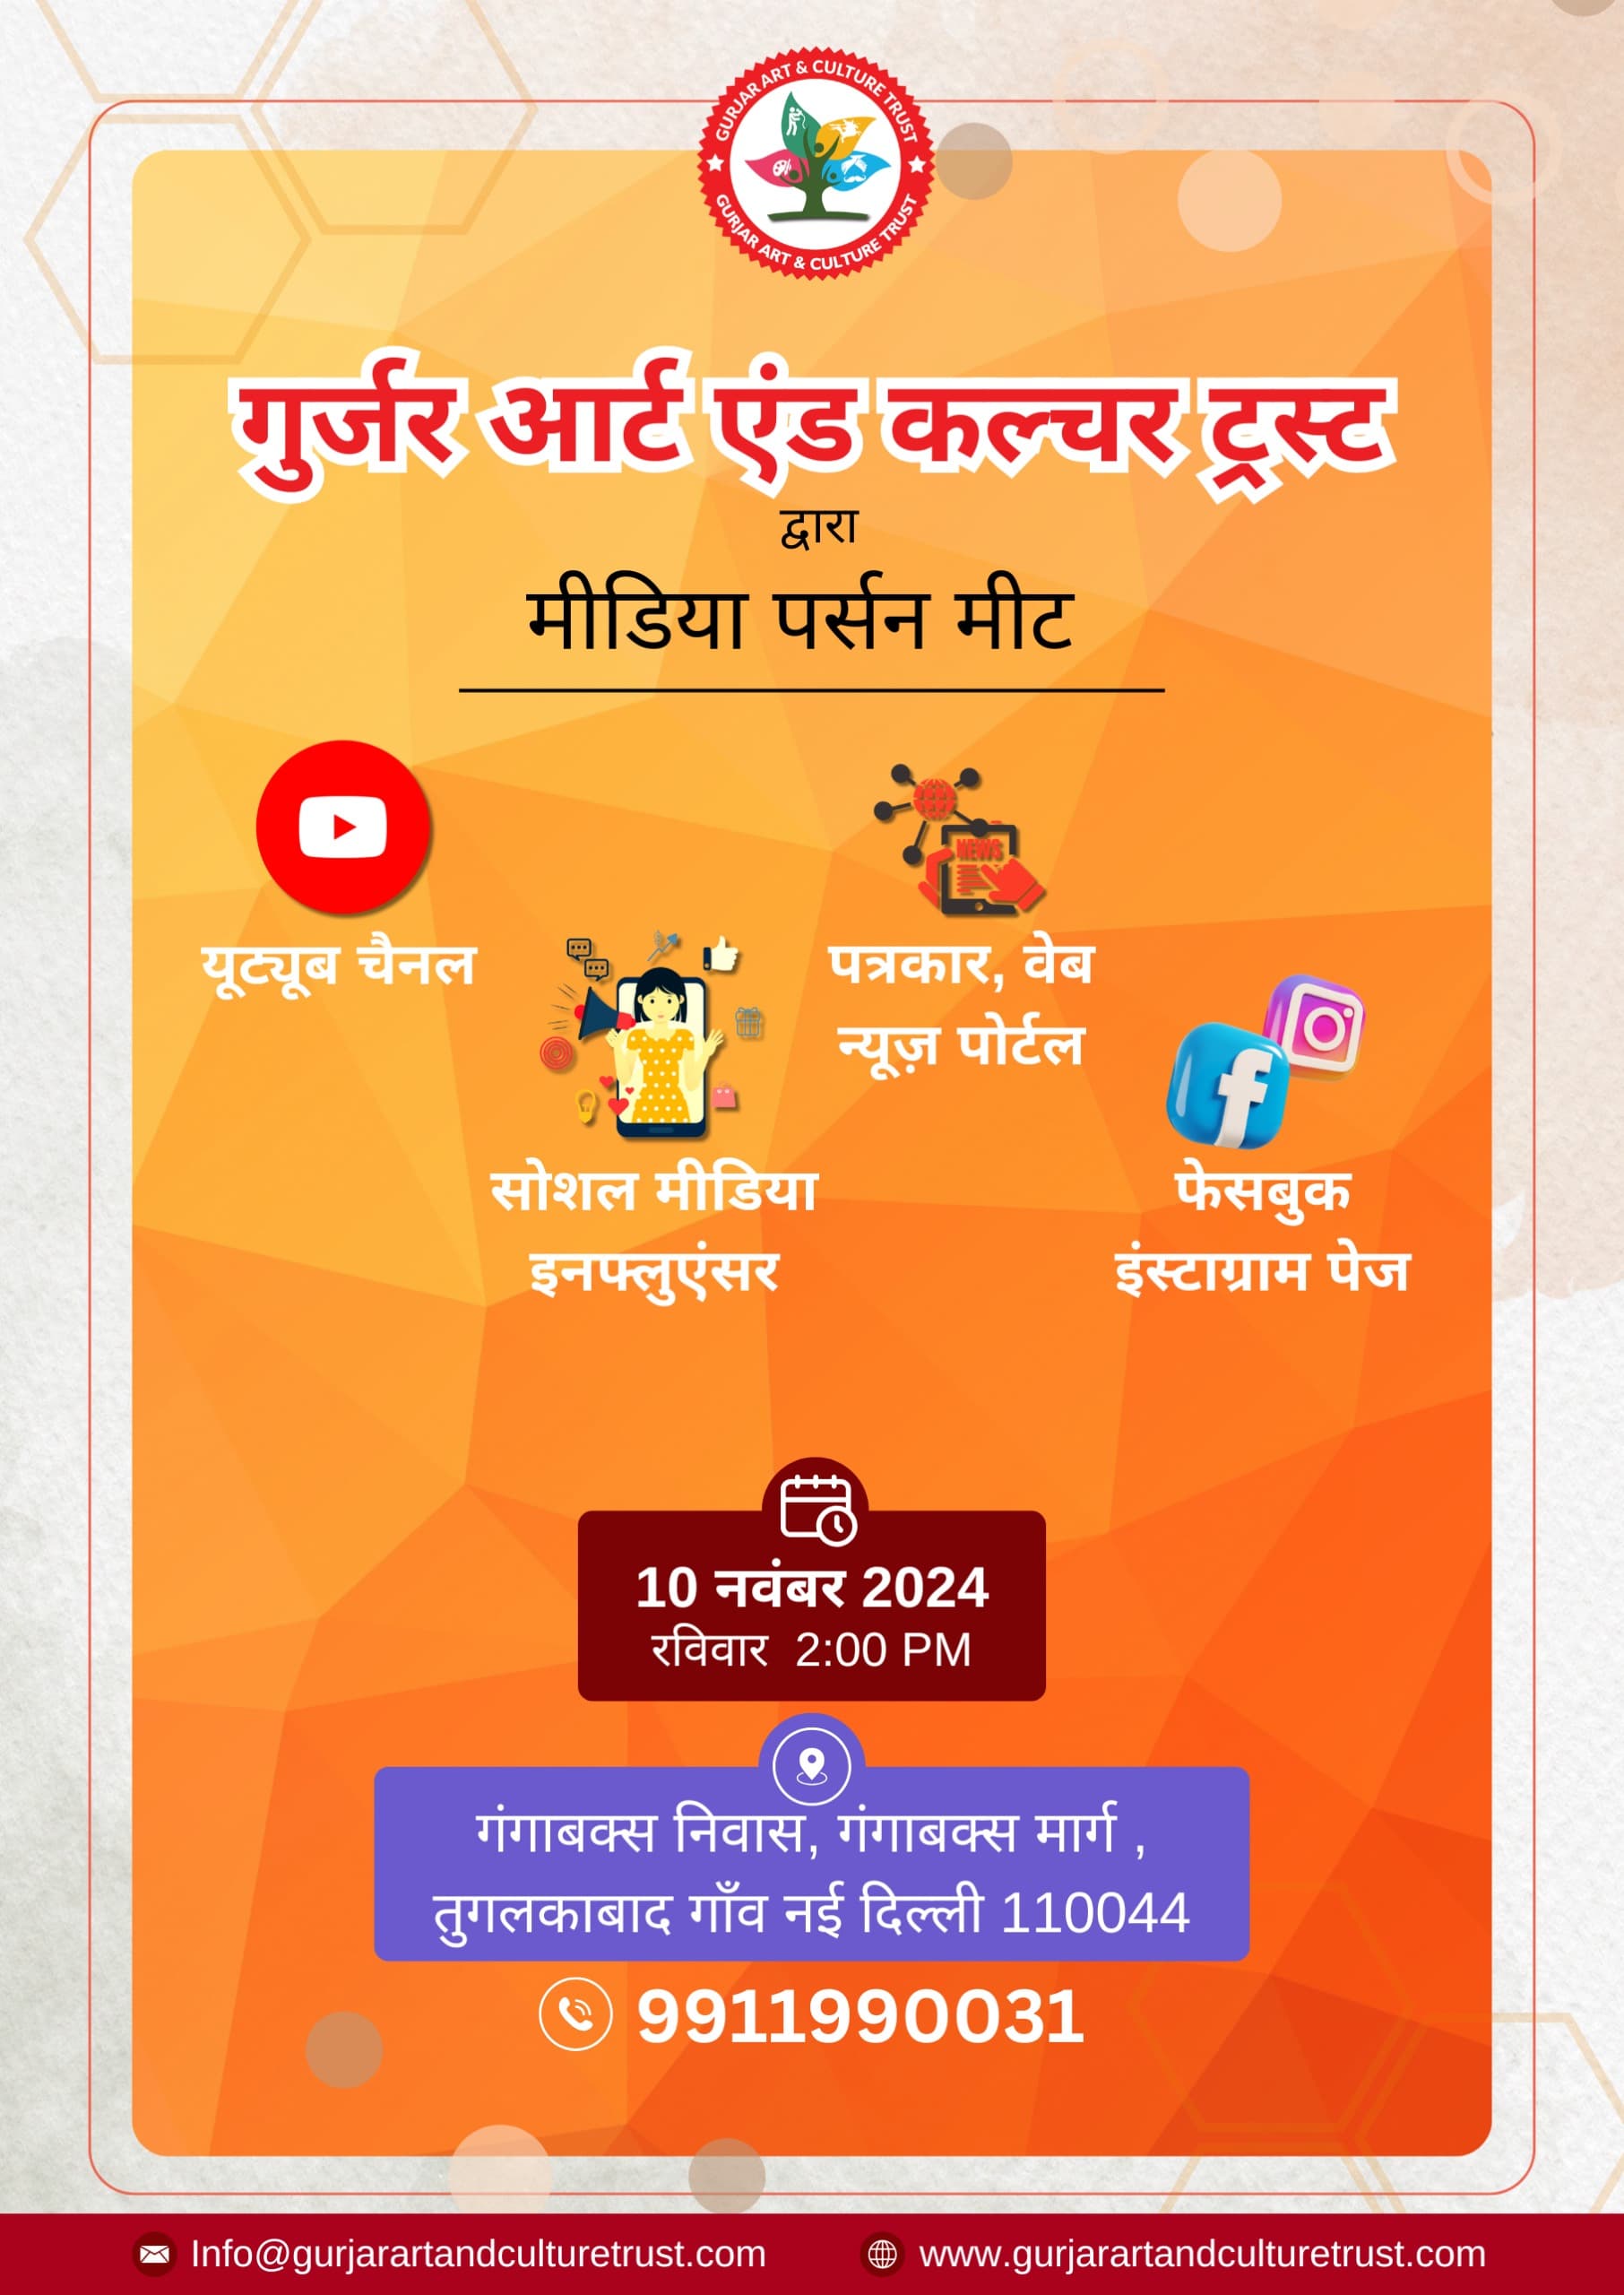 GURJAR ART & CULTURE TRUST
GURJAR ART & CULTURE TRUST
गुर्जर आर्ट एंड कल्चर ट्रस्ट
द्वारा
मीडिया पर्सन मीट
यूट्यूब चैनल
NEWS
पत्रकार, वेब
न्यूज़ पोर्टल
सोशल मीडिया
इनफ्लुएंसर
फेसबुक
इंस्टाग्राम पेज
10 नवंबर 2024
रविवार 2:00 PM
गंगाबक्स निवास, गंगाबक्स मार्ग ,
तुगलकाबाद गाँव नई दिल्ली 110044
9911990031
Info@gurjarartandculturetrust.com
www.gurjarartandculturetrust.com